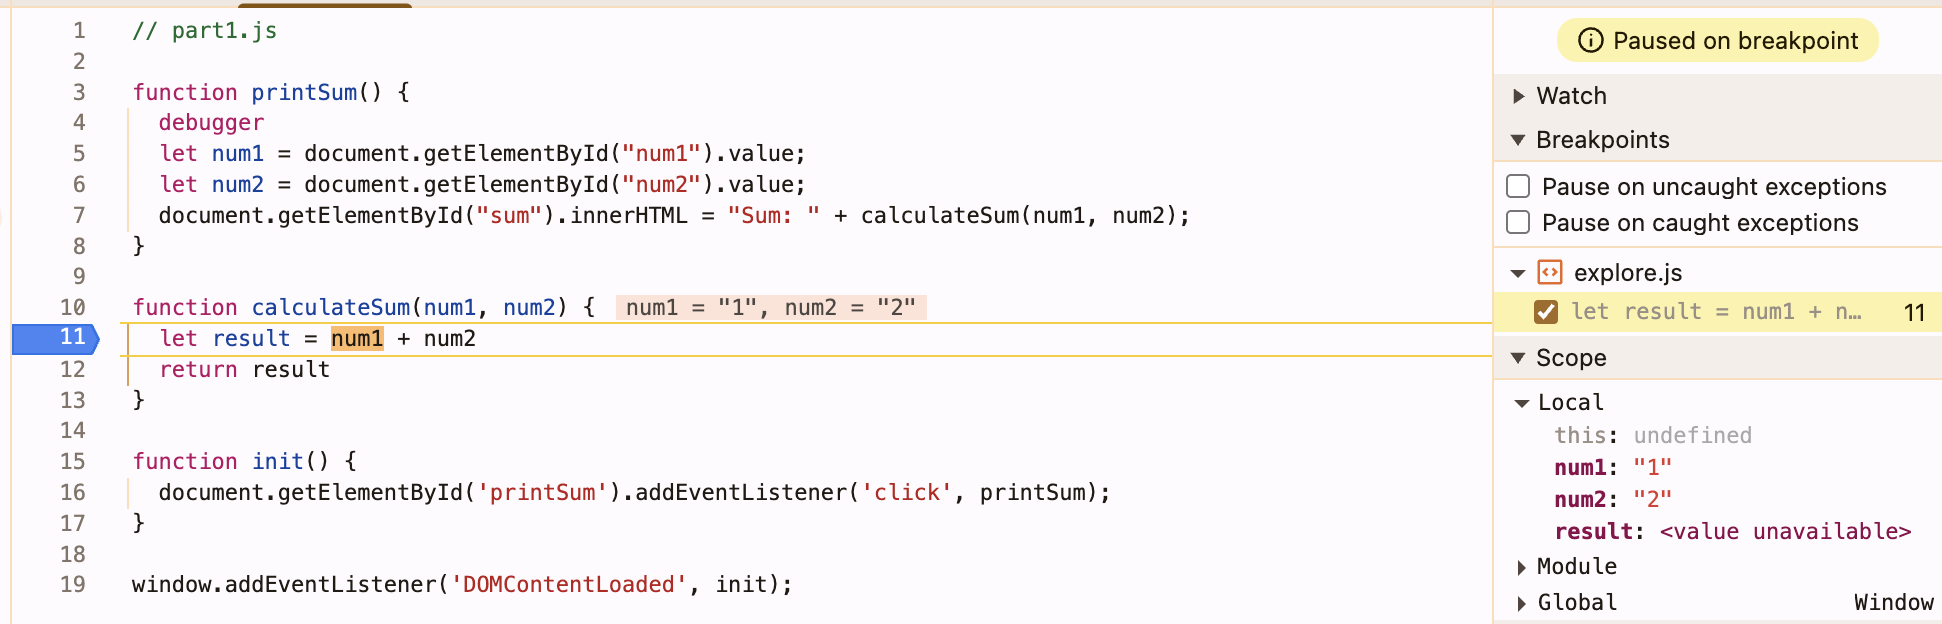 1 // part1.js
2
3 function printSum() {
4 debugger
5 let num1 = document.getElementById("num1").value;
6 let num2 = document.getElementById("num2").value;
7 document.getElementById("sum").innerHTML = "Sum: " + calculateSum(num1, num2);
8 }
9
10 function calculateSum(num1, num2) { num1 = "1", num2 = "2"
11 let result = num1 + num2
12 return result
13 }
14
15 function init() {
16 document.getElementById('printSum').addEventListener('click', printSum);
17 }
18
19 window.addEventListener('DOMContentLoaded', init);
Paused on breakpoint
Watch
Breakpoints
Pause on uncaught exceptions
Pause on caught exceptions
explore.js
let result = num1 + n… 11
Scope
Local
this: undefined
num1: "1"
num2: "2"
result: <value unavailable>
Module
Global Window